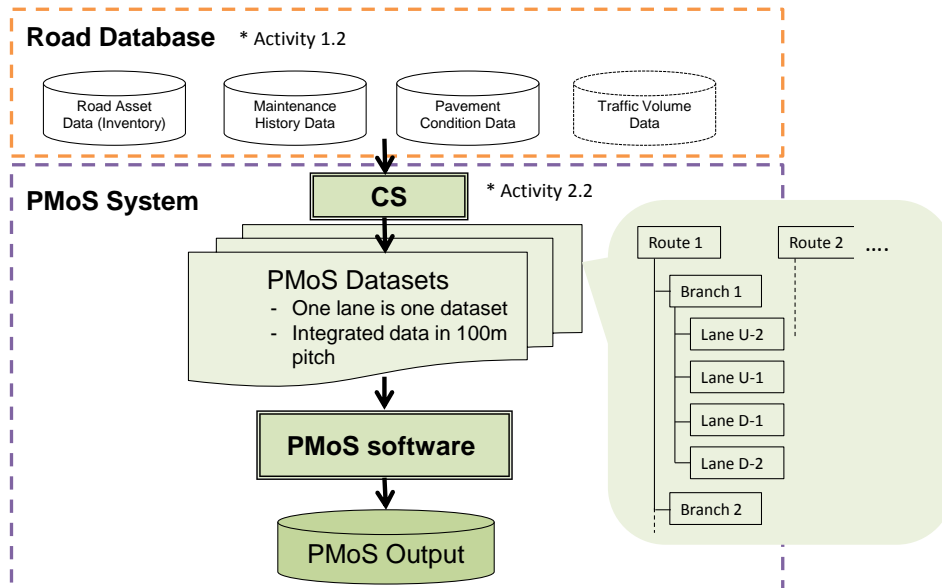 Road Database * Activity 1.2
Road Asset
Data (Inventory)
Maintenance
History Data
Pavement
Condition Data
Traffic Volume
Data
PMoS System
CS
* Activity 2.2
PMoS Datasets
- One lane is one dataset
- Integrated data in 100m
pitch
PMoS software
PMoS Output
Route 1
Route 2 ....
Branch 1
Lane U-2
Lane U-1
Lane D-1
Lane D-2
Branch 2